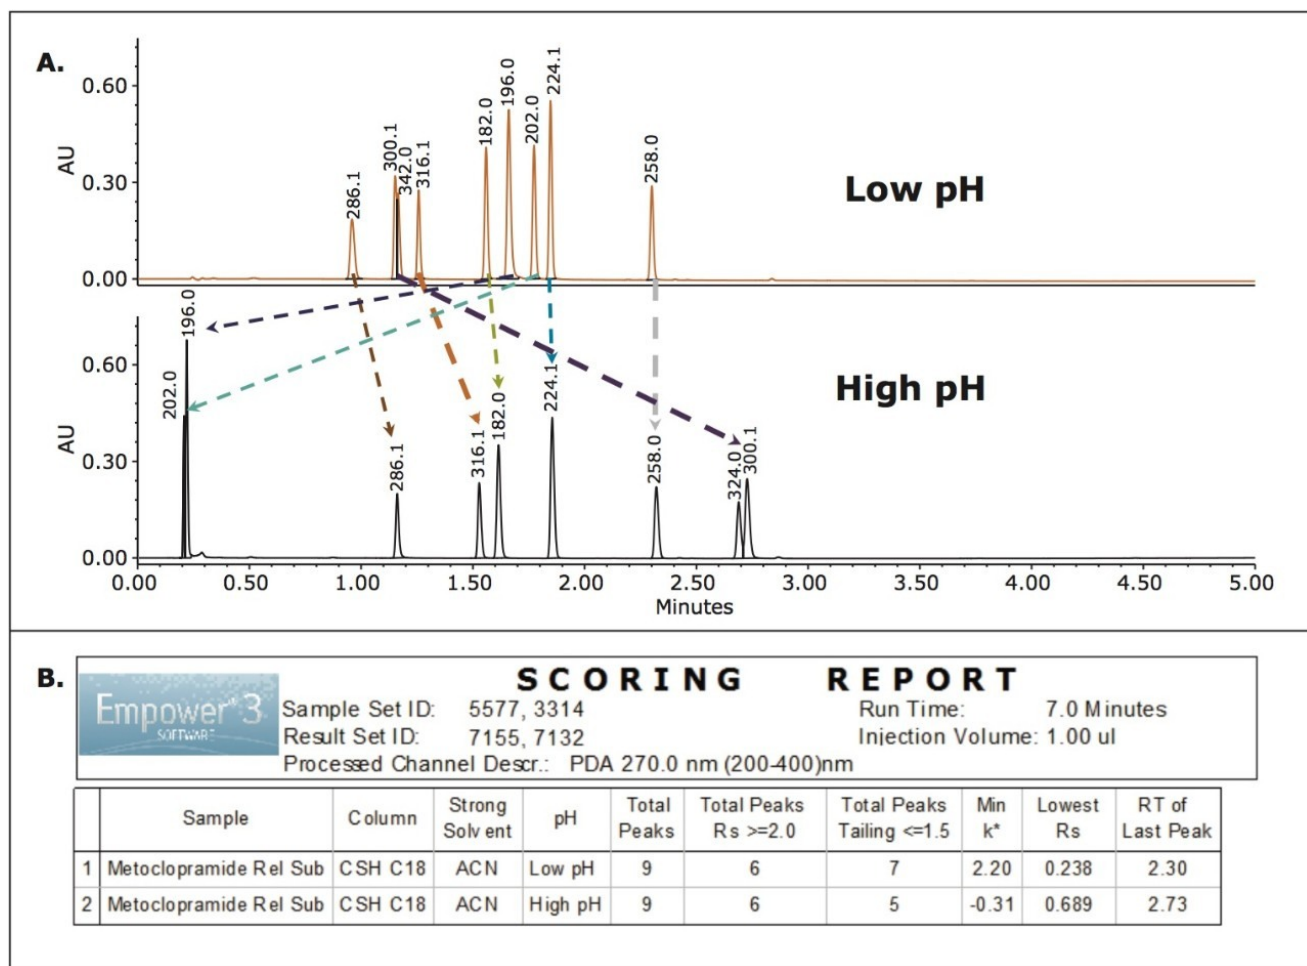 A.
AU
0.60
0.30
0.00
286.1
300.1
342.0
316.1
182.0
196.0
202.0
224.1
258.0
Low pH
AU
0.60
0.30
0.00
202.0
196.0
286.1
316.1
182.0
224.1
258.0
324.0
300.1
High pH
0.00 0.50 1.00 1.50 2.00 2.50 3.00 3.50 4.00 4.50 5.00
Minutes
B.
Empower® 3
SOFTWARE
SCORING REPORT
Sample Set ID: 5577, 3314 Run Time: 7.0 Minutes
Result Set ID: 7155, 7132 Injection Volume: 1.00 ul
Processed Channel Descr.: PDA 270.0 nm (200-400)nm
Sample Column Strong Solvent pH Total Peaks Total Peaks Rs >=2.0 Total Peaks Tailing <=1.5 Min k* Lowest Rs RT of Last Peak
1 Metoclopramide Rel Sub CSH C18 ACN Low pH 9 6 7 2.20 0.238 2.30
2 Metoclopramide Rel Sub CSH C18 ACN High pH 9 6 5 -0.31 0.689 2.73